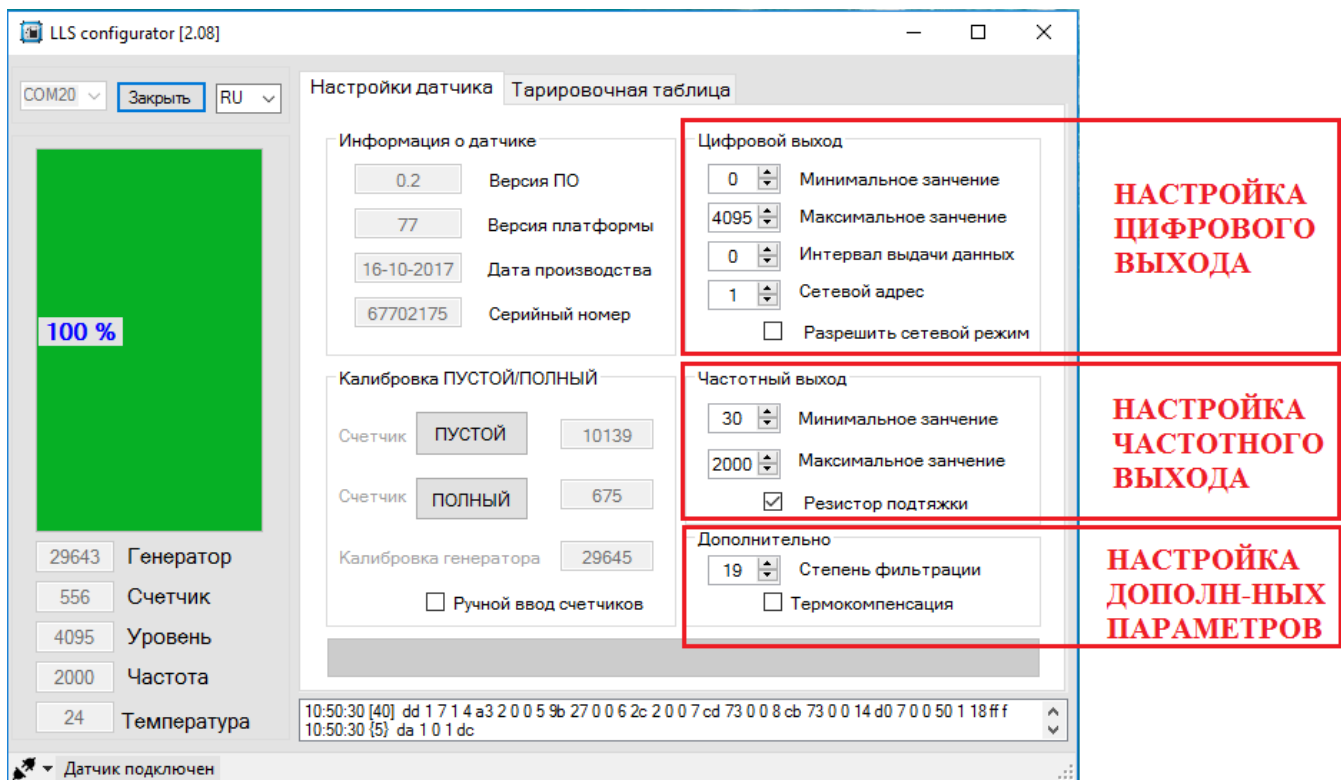 LLS configurator [2.08]
COM20 Закрыть RU
Настройки датчика Тарировочная таблица
Информация о датчике
0.2 Версия ПО
77 Версия платформы
16-10-2017 Дата производства
67702175 Серийный номер
Цифровой выход
0 Минимальное занчение
4095 Максимальное занчение
0 Интервал выдачи данных
1 Сетевой адрес
Разрешить сетевой режим
НАСТРОЙКА
ЦИФРОВОГО
ВЫХОДА
100 %
Калибровка ПУСТОЙ/ПОЛНЫЙ
Счетчик ПУСТОЙ 10139
Счетчик ПОЛНЫЙ 675
Калибровка генератора 29645
Ручной ввод счетчиков
Частотный выход
30 Минимальное занчение
2000 Максимальное занчение
Резистор подтяжки
НАСТРОЙКА
ЧАСТОТНОГО
ВЫХОДА
Дополнительно
19 Степень фильтрации
Термокомпенсация
НАСТРОЙКА
ДОПОЛН-НЫХ
ПАРАМЕТРОВ
29643 Генератор
556 Счетчик
4095 Уровень
2000 Частота
24 Температура
10:50:30 [40] dd 1 7 1 4 a3 2 0 0 5 9b 27 0 0 6 2c 2 0 0 7 cd 73 0 0 8 cb 73 0 0 14 d0 7 0 0 50 1 18 ff f
10:50:30 {5} da 1 0 1 dc
Датчик подключен